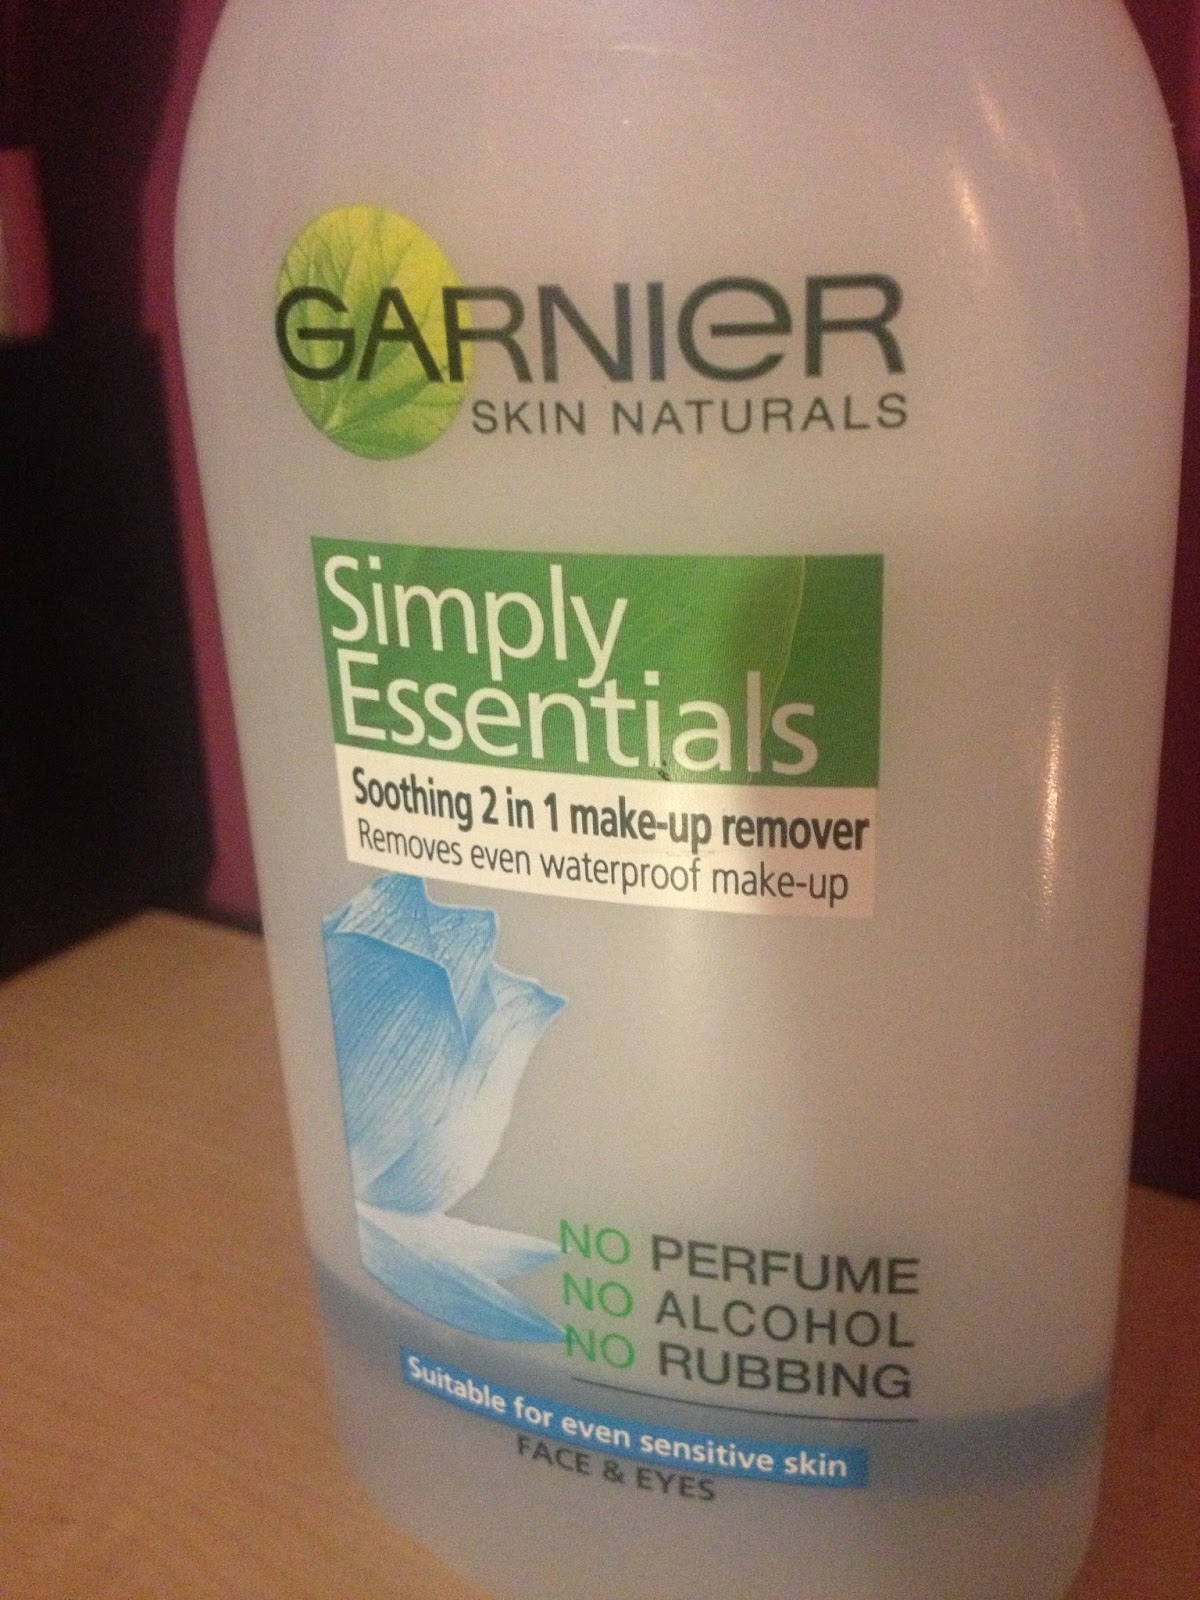 GARNIER
SKIN NATURALS
Simply
Essentials
Soothing 2 in 1 make-up remover
Removes even waterproof make-up
NO PERFUME
NO ALCOHOL
NO RUBBING
Suitable for even sensitive skin
FACE & EYES